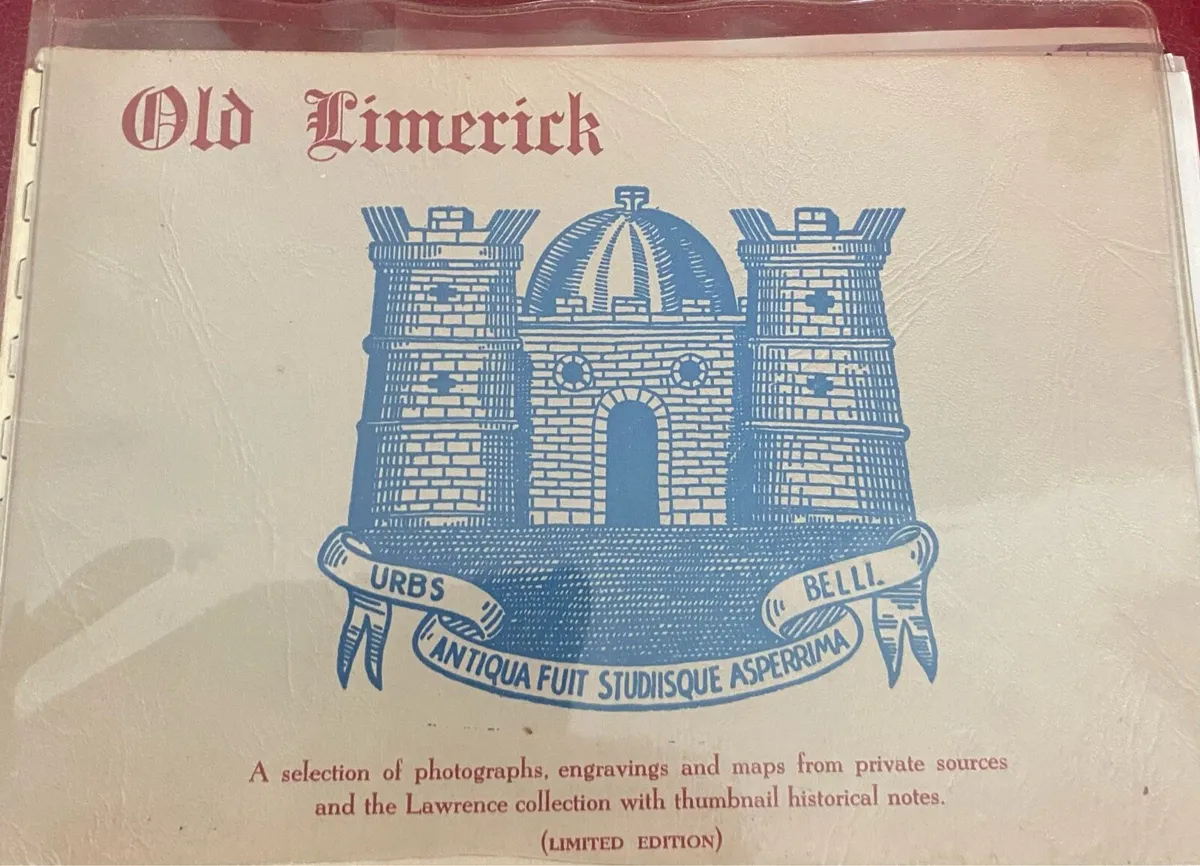 Old Limerick
URBS
ANTIQUA FUIT STUDIISQUE ASPERRIMA
BELLI.
A selection of photographs, engravings and maps from private sources
and the Lawrence collection with thumbnail historical notes.
(LIMITED EDITION)